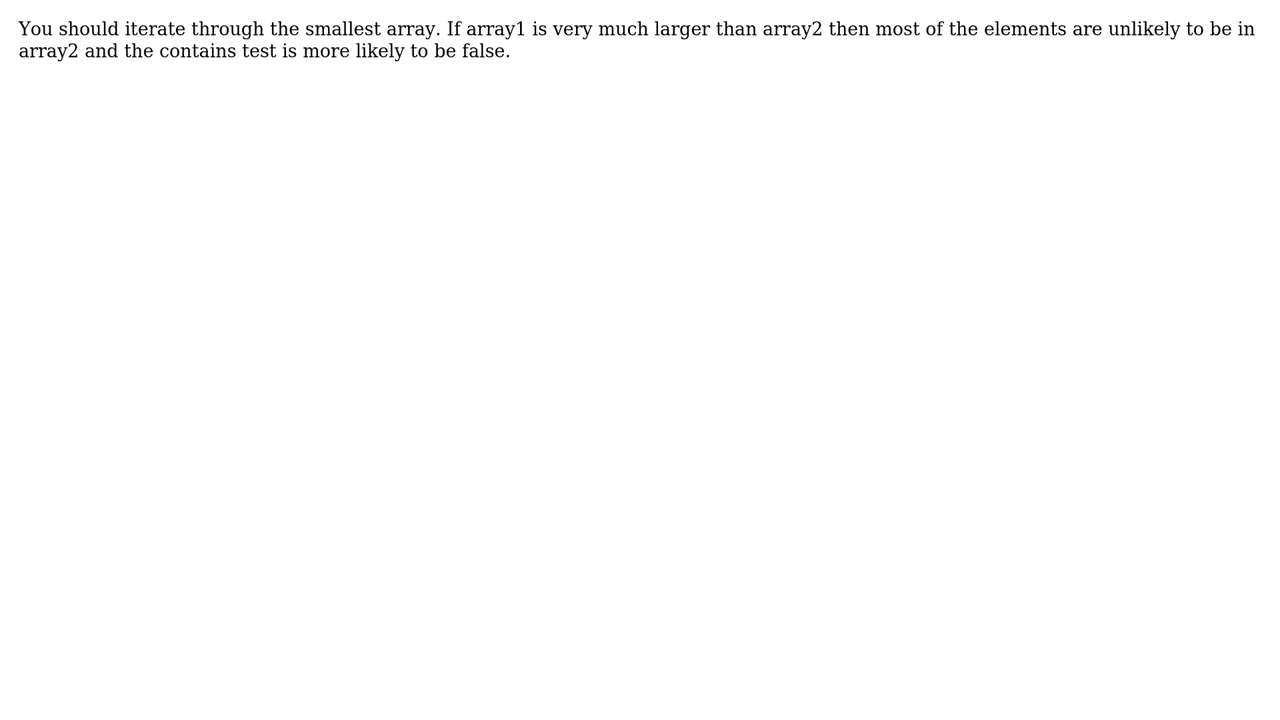 You should iterate through the smallest array. If array1 is very much larger than array2 then most of the elements are unlikely to be in
array2 and the contains test is more likely to be false.